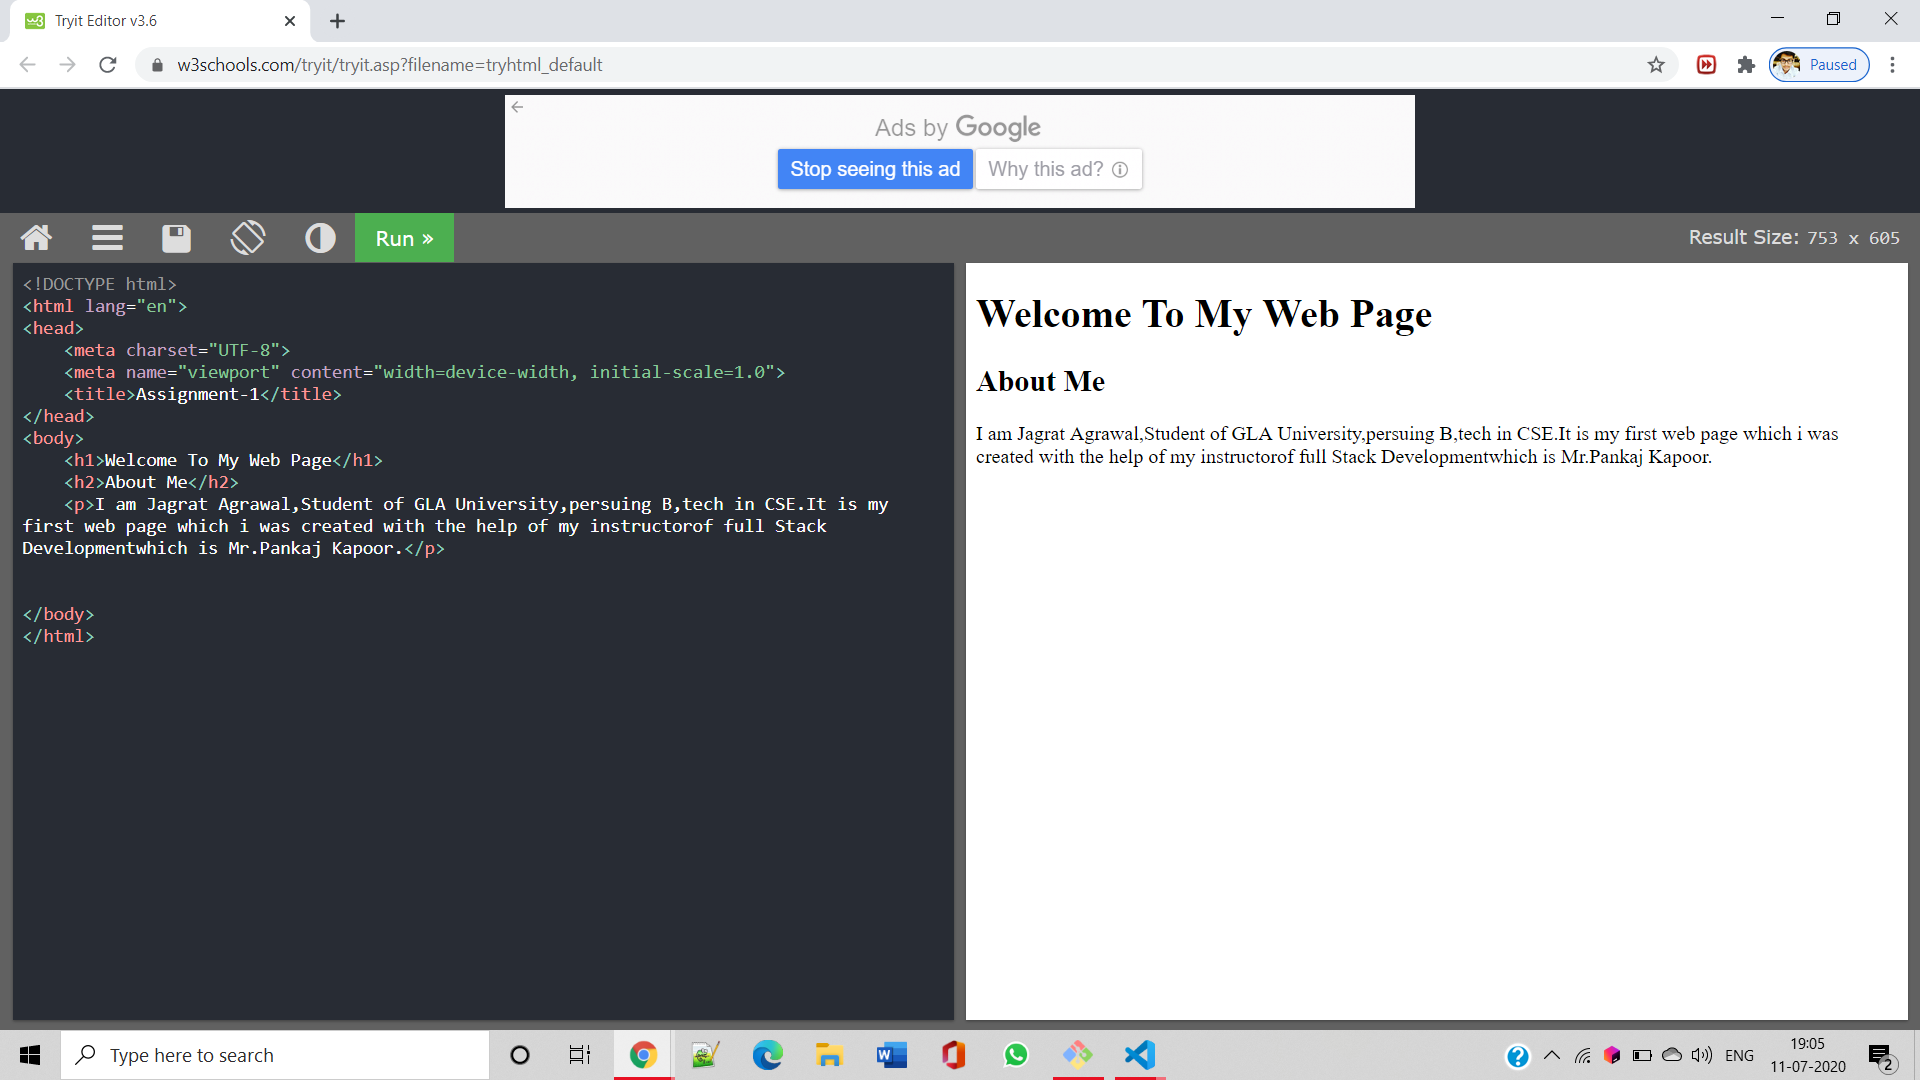 Tryit Editor v3.6
w3schools.com/tryit/tryit.asp?filename=tryhtml_default
Paused
Ads by Google
Stop seeing this ad
Why this ad?
Run »
Result Size: 753 x 605
<!DOCTYPE html>
<html lang="en">
<head>
    <meta charset="UTF-8">
    <meta name="viewport" content="width=device-width, initial-scale=1.0">
    <title>Assignment-1</title>
</head>
<body>
    <h1>Welcome To My Web Page</h1>
    <h2>About Me</h2>
    <p>I am Jagrat Agrawal,Student of GLA University,persuing B,tech in CSE.It is my
first web page which i was created with the help of my instructorof full Stack
Developmentwhich is Mr.Pankaj Kapoor.</p>
</body>
</html>
Welcome To My Web Page
About Me
I am Jagrat Agrawal,Student of GLA University,persuing B,tech in CSE.It is my first web page which i was
created with the help of my instructorof full Stack Developmentwhich is Mr.Pankaj Kapoor.
Type here to search
ENG
19:05
11-07-2020
2